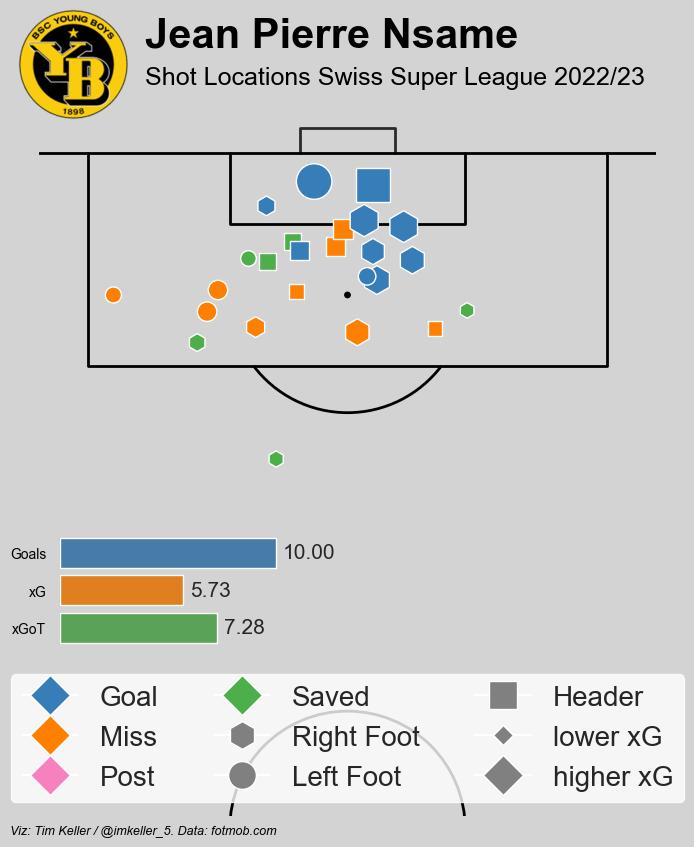 BSC YOUNG BOYS
YB
1898
Jean Pierre Nsame
Shot Locations Swiss Super League 2022/23
Goals 10.00
xG 5.73
xGoT 7.28
Goal Saved Header
Miss Right Foot lower xG
Post Left Foot higher xG
Viz: Tim Keller / @imkeller_5. Data: fotmob.com